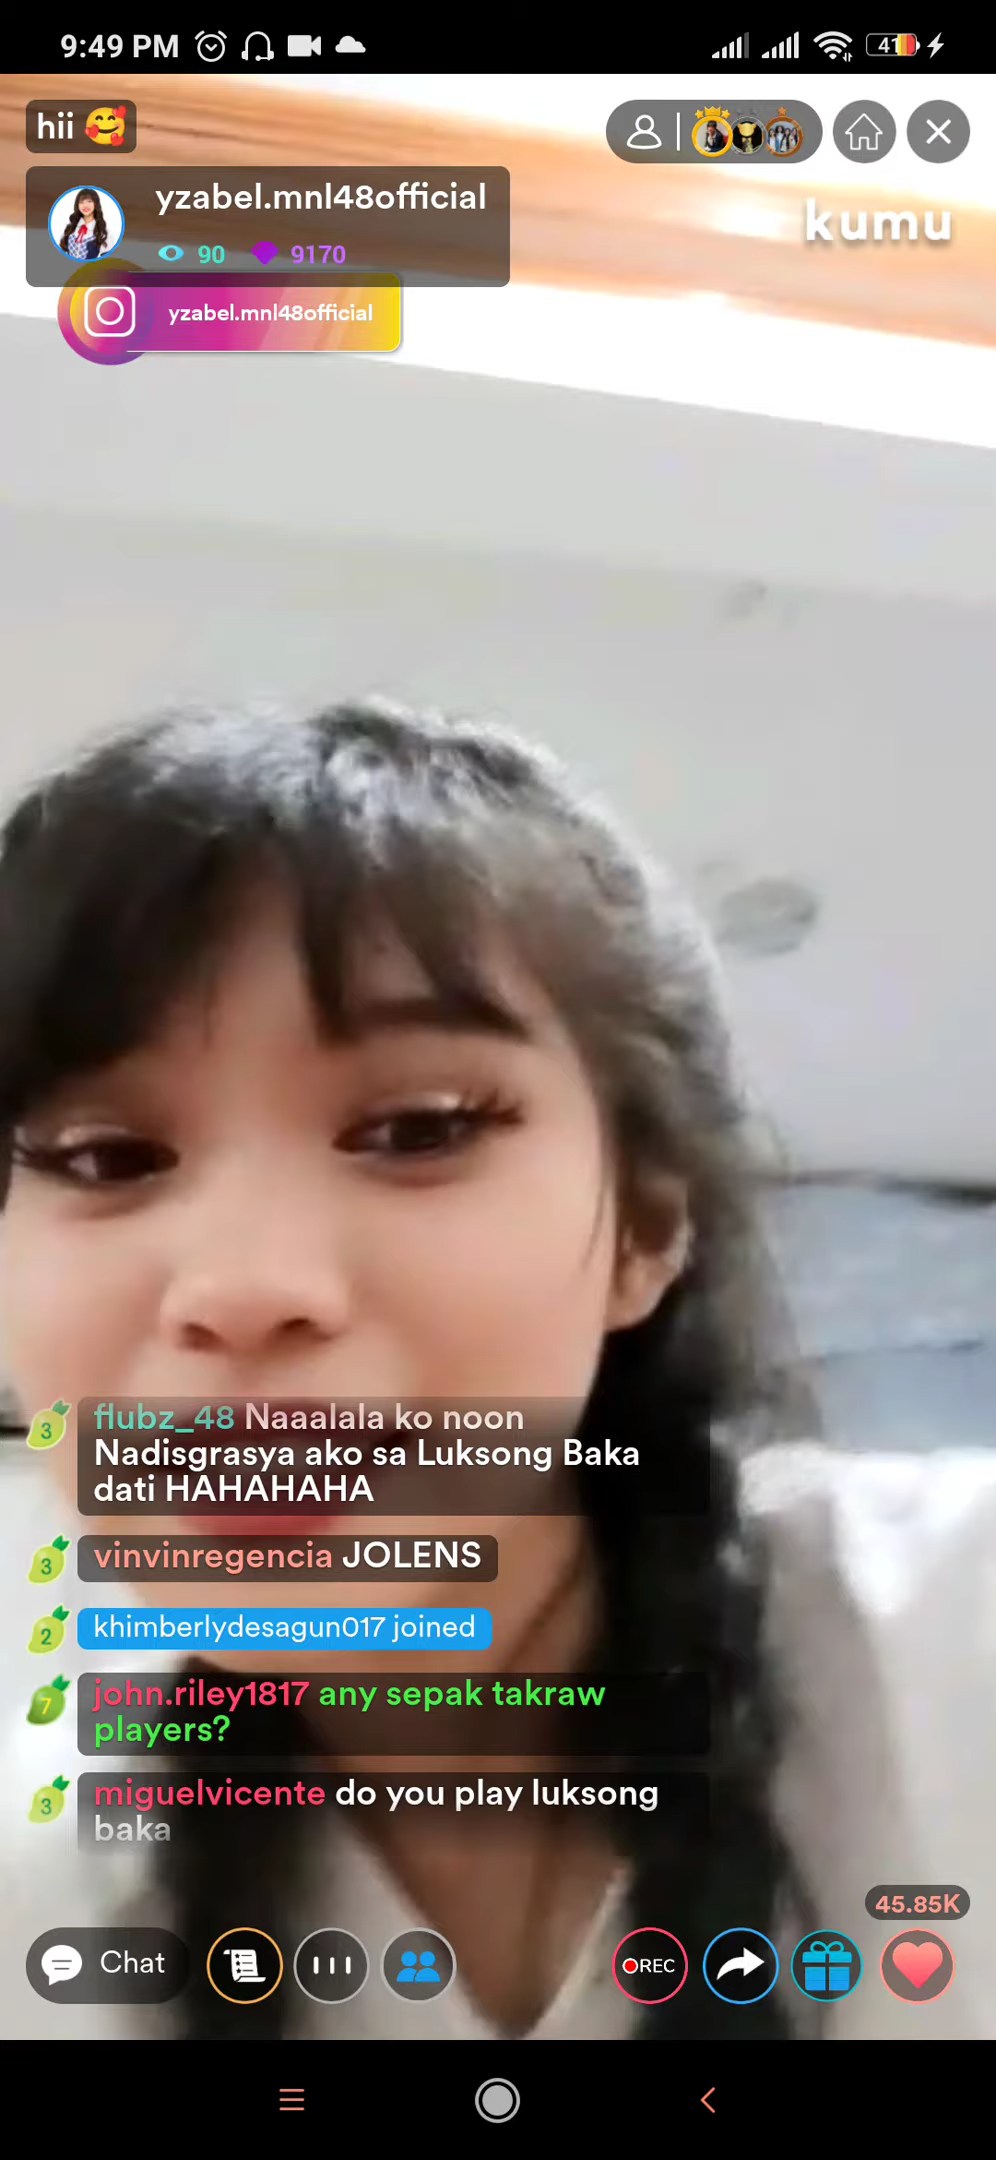 9:49 PM
41
hii 🥰
yzabel.mnl48official
90 9170
kumu
yzabel.mnl48official
3 flubz_48 Naaalala ko noon
Nadisgrasya ako sa Luksong Baka
dati HAHAHAHA
3 vinvinregencia JOLENS
2 khimberlydesagun017 joined
7 john.riley1817 any sepak takraw
players?
3 miguelvicente do you play luksong
baka
45.85K
Chat
REC